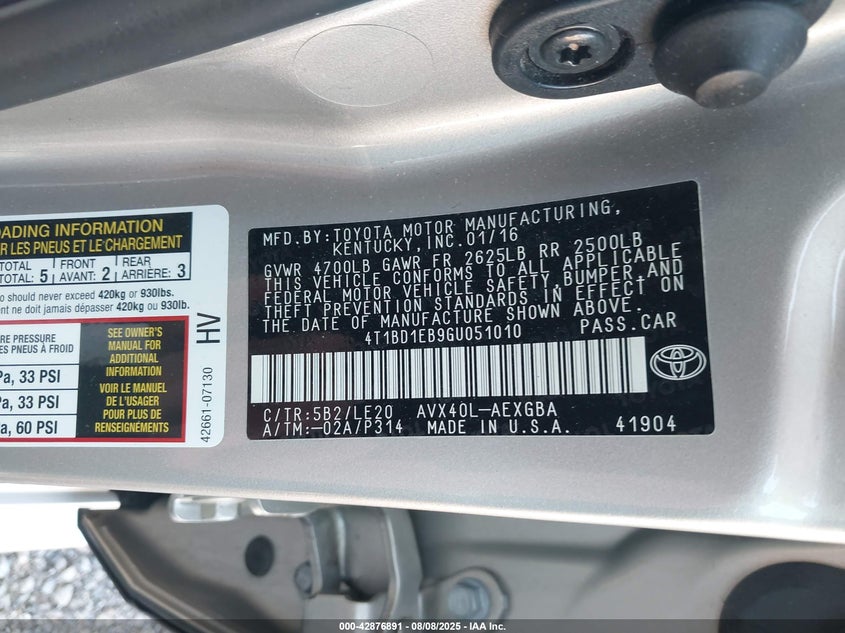 OADING INFORMATION
R LES PNEUS ET LE CHARGEMENT
TOTAL FRONT REAR
TOTAL: 5 AVANT: 2 ARRIÈRE: 3
should never exceed 420kg or 930lbs.
ent ne doit jamais dépasser 420kg ou 930lb.
PRESSURE
ES PNEUS À FROID
Pa, 33 PSI
Pa, 33 PSI
a, 60 PSI
SEE OWNER'S
MANUAL FOR
ADDITIONAL
INFORMATION
VOIR LE MANUEL
DE L'USAGER
POUR PLUS DE
RENSEIGNEMENTS
42661-07130 HV
MFD.BY:TOYOTA MOTOR MANUFACTURING,
KENTUCKY,INC.01/16
GVWR 4700LB GAWR FR 2625LB RR 2500LB
THIS VEHICLE CONFORMS TO ALL APPLICABLE
FEDERAL MOTOR VEHICLE SAFETY,BUMPER,AND
THEFT PREVENTION STANDARDS IN EFFECT ON
THE DATE OF MANUFACTURE SHOWN ABOVE.
4T1BD1EB9GU051010 PASS.CAR
C/TR:5B2/LE20 AVX40L-AEXGBA
A/TM:-02A/P314 MADE IN U.S.A. 41904
000-42876891 - 08/08/2025 - IAA Inc.